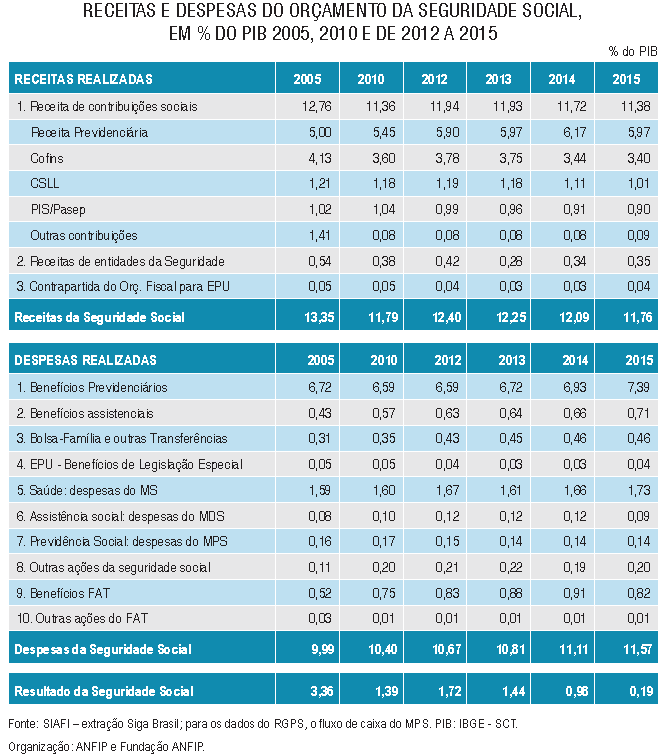 RECEITAS E DESPESAS DO ORÇAMENTO DA SEGURIDADE SOCIAL,
EM % DO PIB 2005, 2010 E DE 2012 A 2015
% do PIB
RECEITAS REALIZADAS 2005 2010 2012 2013 2014 2015
1. Receita de contribuições sociais 12,76 11,36 11,94 11,93 11,72 11,38
Receita Previdenciária 5,00 5,45 5,90 5,97 6,17 5,97
Cofins 4,13 3,60 3,78 3,75 3,44 3,40
CSLL 1,21 1,18 1,19 1,18 1,11 1,01
PIS/Pasep 1,02 1,04 0,99 0,96 0,91 0,90
Outras contribuições 1,41 0,08 0,08 0,08 0,08 0,09
2. Receitas de entidades da Seguridade 0,54 0,38 0,42 0,28 0,34 0,35
3. Contrapartida do Orç. Fiscal para EPU 0,05 0,05 0,04 0,03 0,03 0,04
Receitas da Seguridade Social 13,35 11,79 12,40 12,25 12,09 11,76
DESPESAS REALIZADAS 2005 2010 2012 2013 2014 2015
1. Benefícios Previdenciários 6,72 6,59 6,59 6,72 6,93 7,39
2. Benefícios assistenciais 0,43 0,57 0,63 0,64 0,66 0,71
3. Bolsa-Família e outras Transferências 0,31 0,35 0,43 0,45 0,46 0,46
4. EPU - Benefícios de Legislação Especial 0,05 0,05 0,04 0,03 0,03 0,04
5. Saúde: despesas do MS 1,59 1,60 1,67 1,61 1,66 1,73
6. Assistência social: despesas do MDS 0,08 0,10 0,12 0,12 0,12 0,09
7. Previdência Social: despesas do MPS 0,16 0,17 0,15 0,14 0,14 0,14
8. Outras ações da seguridade social 0,11 0,20 0,21 0,22 0,19 0,20
9. Benefícios FAT 0,52 0,75 0,83 0,88 0,91 0,82
10. Outras ações do FAT 0,03 0,01 0,01 0,01 0,01 0,01
Despesas da Seguridade Social 9,99 10,40 10,67 10,81 11,11 11,57
Resultado da Seguridade Social 3,36 1,39 1,72 1,44 0,98 0,19
Fonte: SIAFI – extração Siga Brasil; para os dados do RGPS, o fluxo de caixa do MPS. PIB: IBGE - SCT.
Organização: ANFIP e Fundação ANFIP.